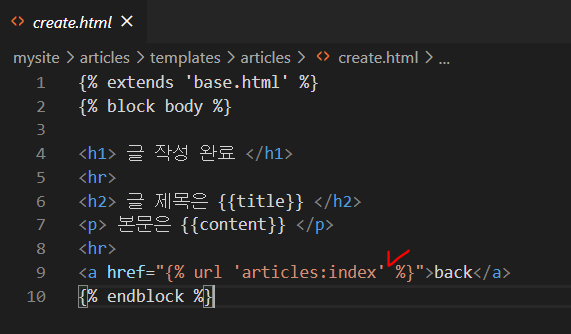 create.html
mysite > articles > templates > articles > create.html > ...
1 {% extends 'base.html' %}
2 {% block body %}
3
4 <h1> 글 작성 완료 </h1>
5 <hr>
6 <h2> 글 제목은 {{title}} </h2>
7 <p> 본문은 {{content}} </p>
8 <hr>
9 <a href="{% url 'articles:index' %}">back</a>
10 {% endblock %}